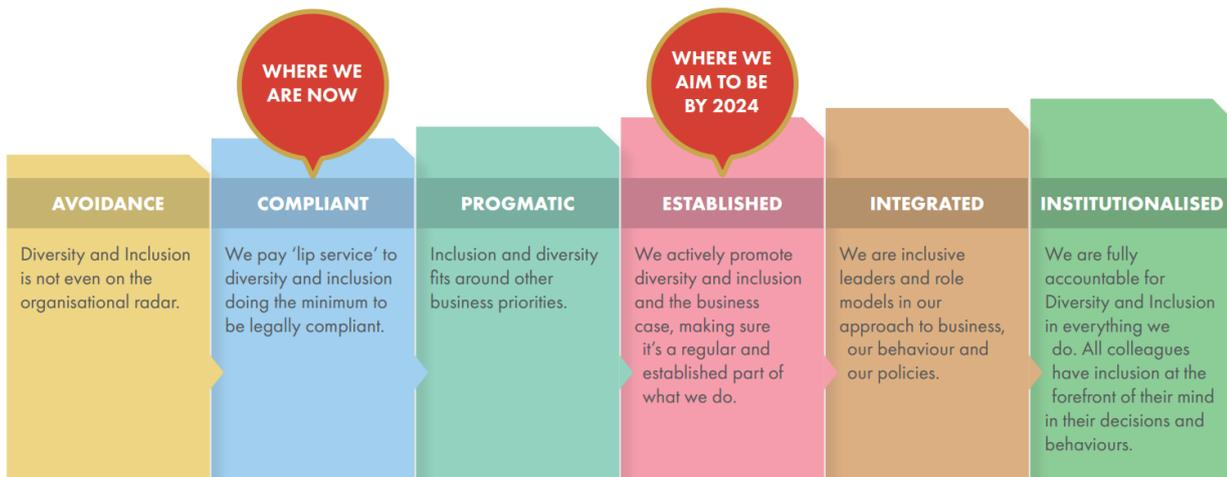 WHERE WE
ARE NOW
WHERE WE
AIM TO BE
BY 2024
AVOIDANCE
Diversity and Inclusion
is not even on the
organisational radar.
COMPLIANT
We pay ‘lip service’ to
diversity and inclusion
doing the minimum to
be legally compliant.
PROGMATIC
Inclusion and diversity
fits around other
business priorities.
ESTABLISHED
We actively promote
diversity and inclusion
and the business
case, making sure
it’s a regular and
established part of
what we do.
INTEGRATED
We are inclusive
leaders and role
models in our
approach to business,
our behaviour and
our policies.
INSTITUTIONALISED
We are fully
accountable for
Diversity and Inclusion
in everything we
do. All colleagues
have inclusion at the
forefront of their mind
in their decisions and
behaviours.